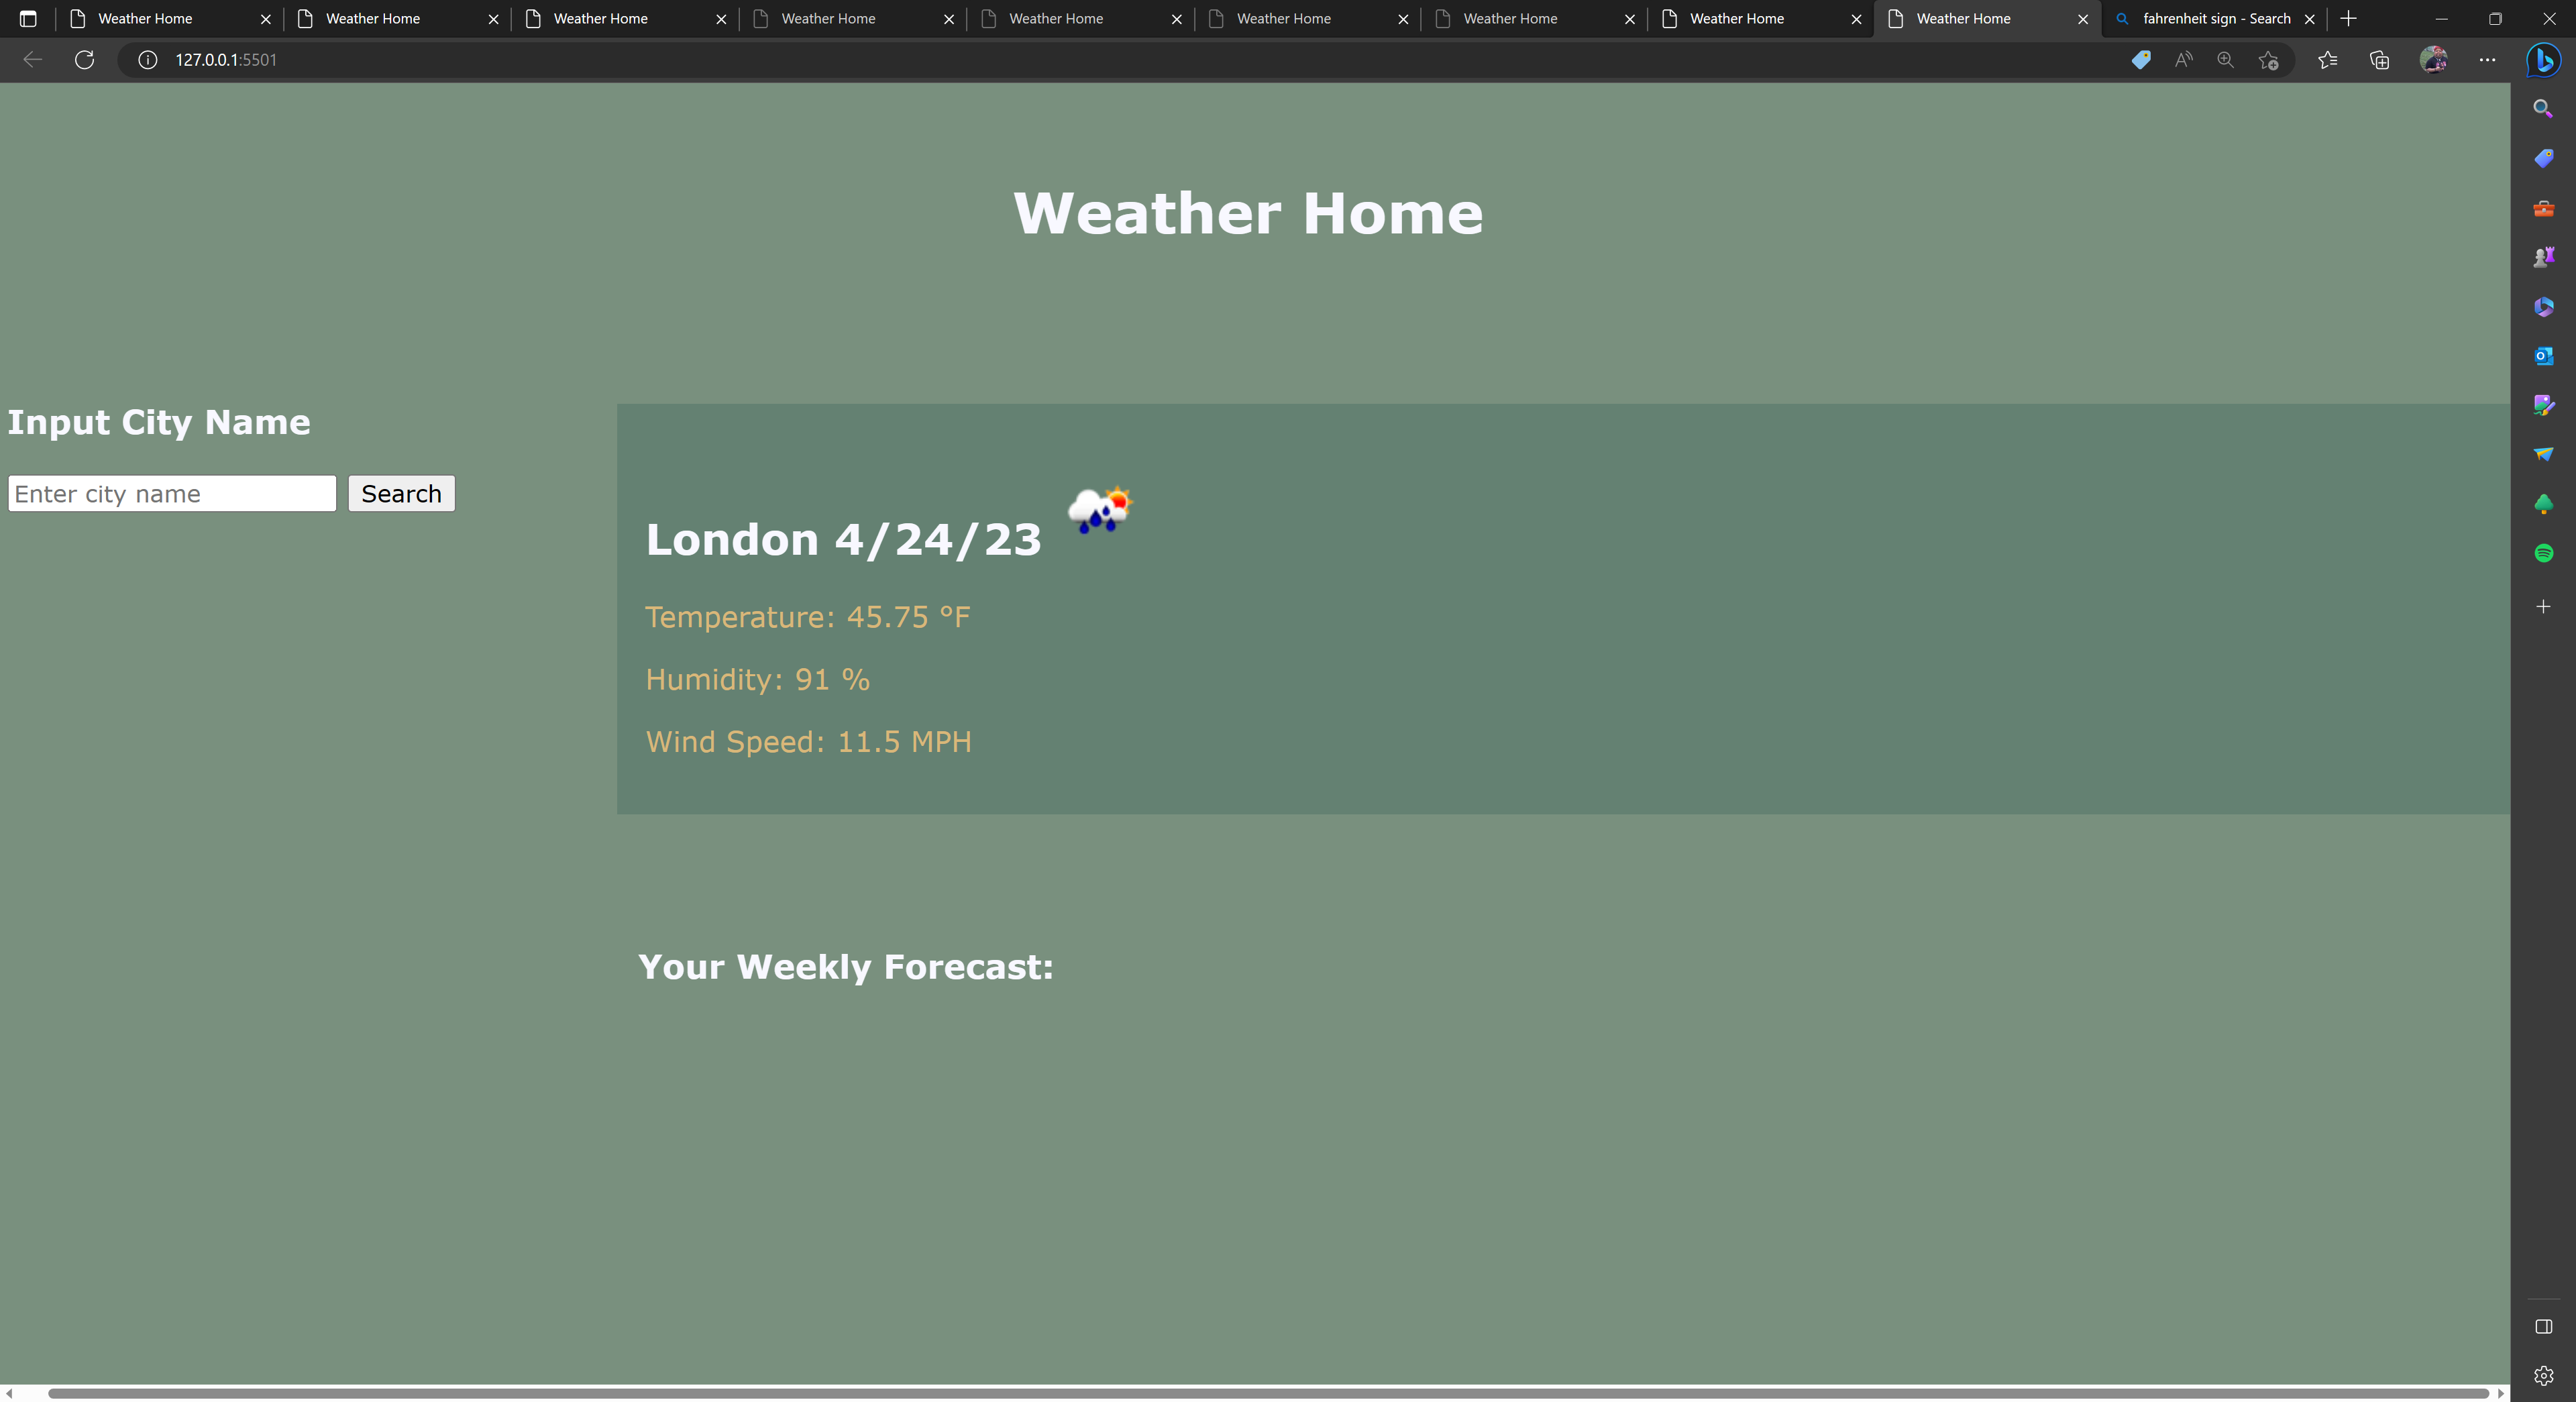 Weather Home
Weather Home
Weather Home
Weather Home
Weather Home
Weather Home
Weather Home
Weather Home
Weather Home
fahrenheit sign - Search
127.0.0.1:5501
Weather Home
Input City Name
Enter city name
Search
London 4/24/23
Temperature: 45.75 °F
Humidity: 91 %
Wind Speed: 11.5 MPH
Your Weekly Forecast: